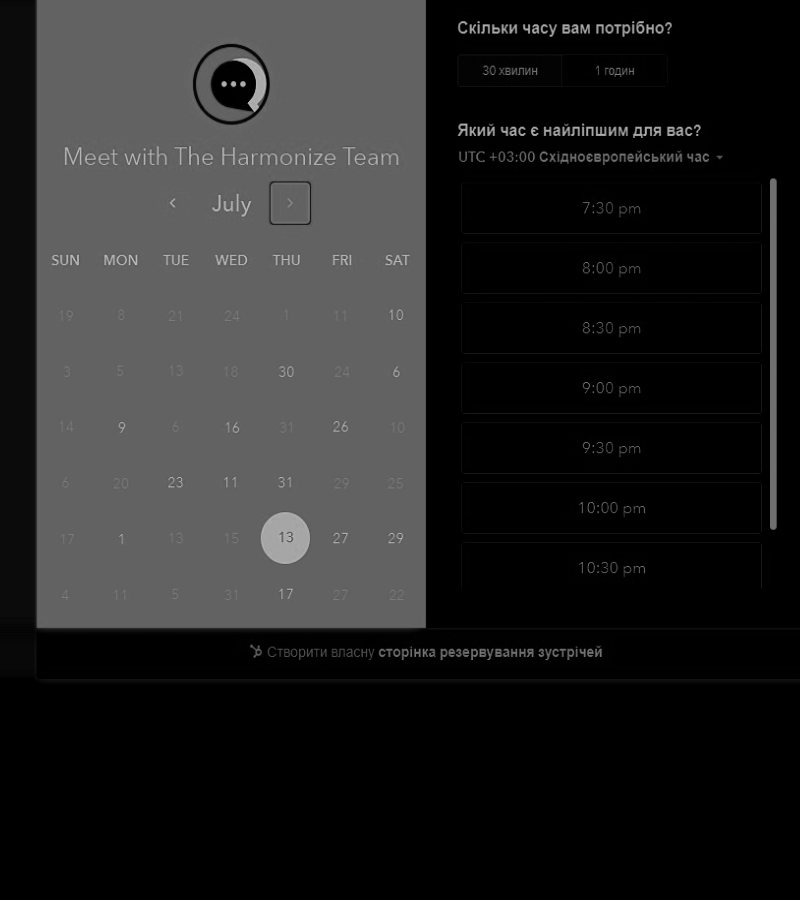 Meet with The Harmonize Team
July
SUN MON TUE WED THU FRI SAT
19 8 21 24 1 11 10
3 5 13 18 30 24 6
14 9 6 16 31 26 10
6 20 23 11 31 29 25
17 1 13 15 13 27 29
4 11 5 31 17 27 22
Скільки часу вам потрібно?
30 хвилин 1 годин
Який час є найліпшим для вас?
UTC +03:00 Східноєвропейський час
7:30 pm
8:00 pm
8:30 pm
9:00 pm
9:30 pm
10:00 pm
10:30 pm
Створити власну сторінка резервування зустрічей